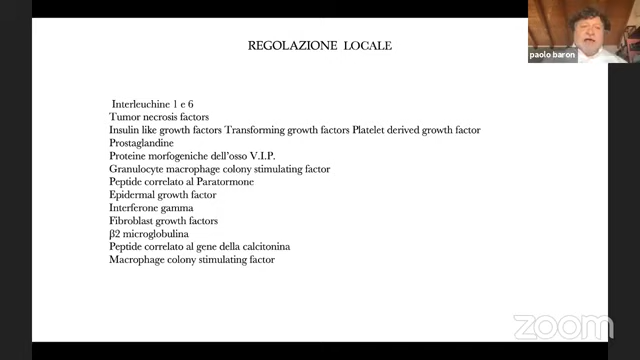 REGOLAZIONE LOCALE
paolo baron
Interleuchine 1 e 6
Tumor necrosis factors
Insulin like growth factors Transforming growth factors Platelet derived growth factor
Prostaglandine
Proteine morfogeniche dell'osso V.I.P.
Granulocyte macrophage colony stimulating factor
Peptide correlato al Paratormone
Epidermal growth factor
Interferone gamma
Fibroblast growth factors
β2 microglobulina
Peptide correlato al gene della calcitonina
Macrophage colony stimulating factor
zoom